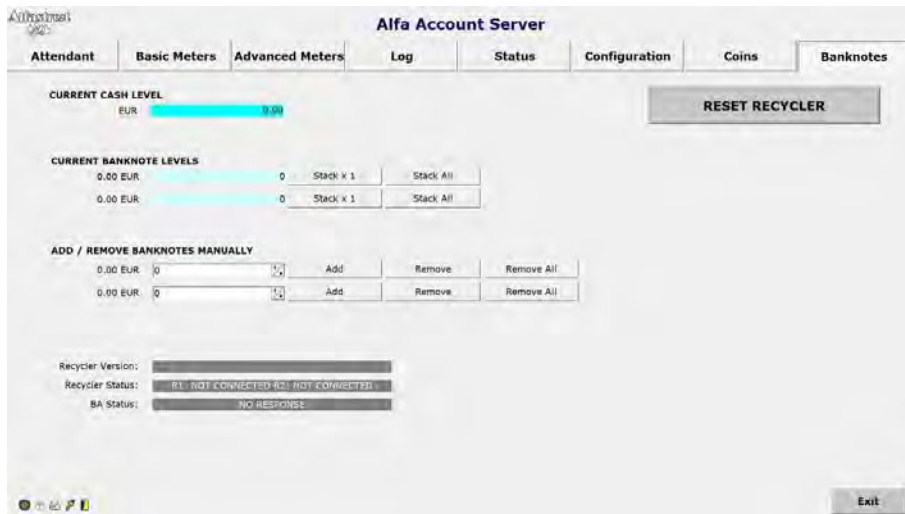 Alfastreet
Alfa Account Server
Attendant Basic Meters Advanced Meters Log Status Configuration Coins Banknotes
CURRENT CASH LEVEL
EUR 0.00
RESET RECYCLER
CURRENT BANKNOTE LEVELS
0.00 EUR 0 Stack x 1 Stack All
0.00 EUR 0 Stack x 1 Stack All
ADD / REMOVE BANKNOTES MANUALLY
0.00 EUR 0 Add Remove Remove All
0.00 EUR 0 Add Remove Remove All
Recycler Version:
Recycler Status: R1: NOT CONNECTED R2: NOT CONNECTED
BA Status: NO RESPONSE
Exit